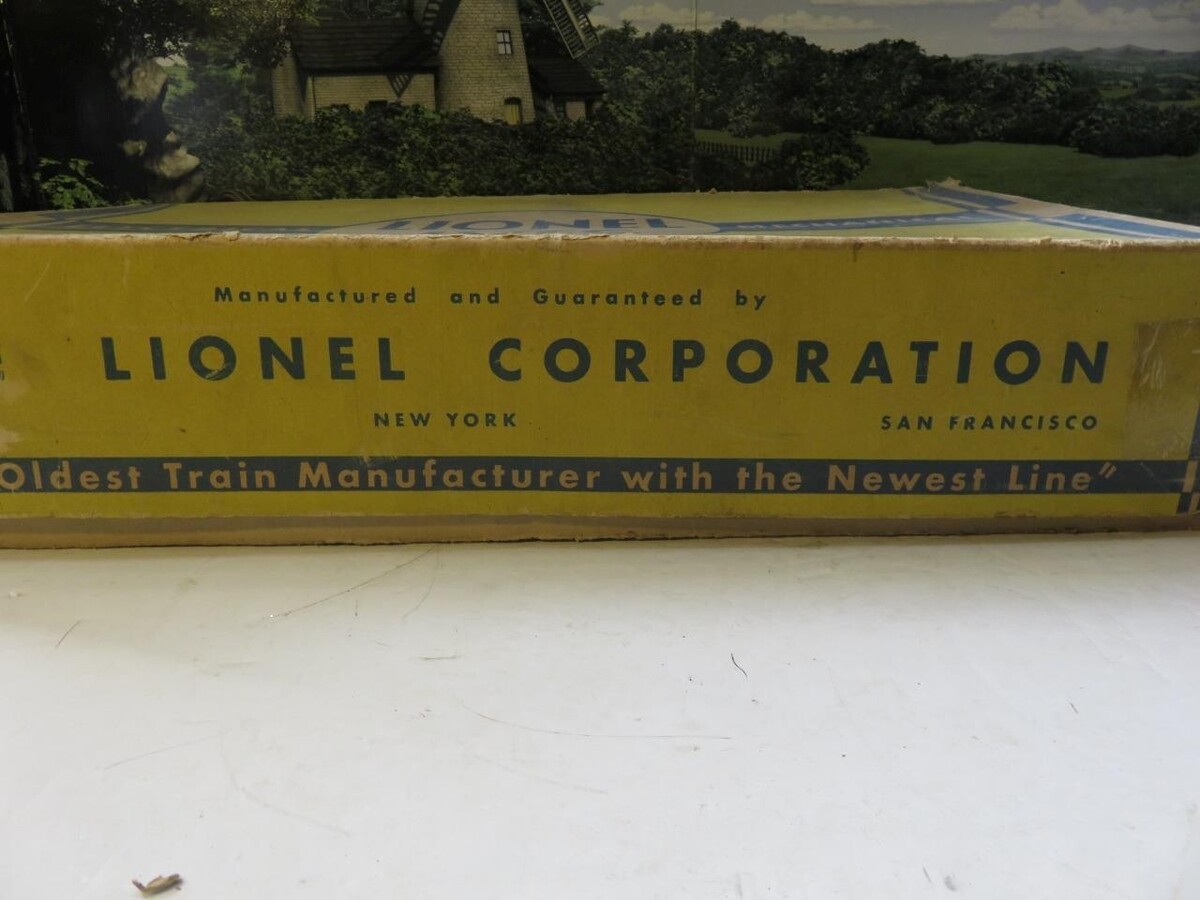 LIONEL
Manufactured and Guaranteed by
LIONEL CORPORATION
NEW YORK SAN FRANCISCO
Oldest Train Manufacturer with the Newest Line"